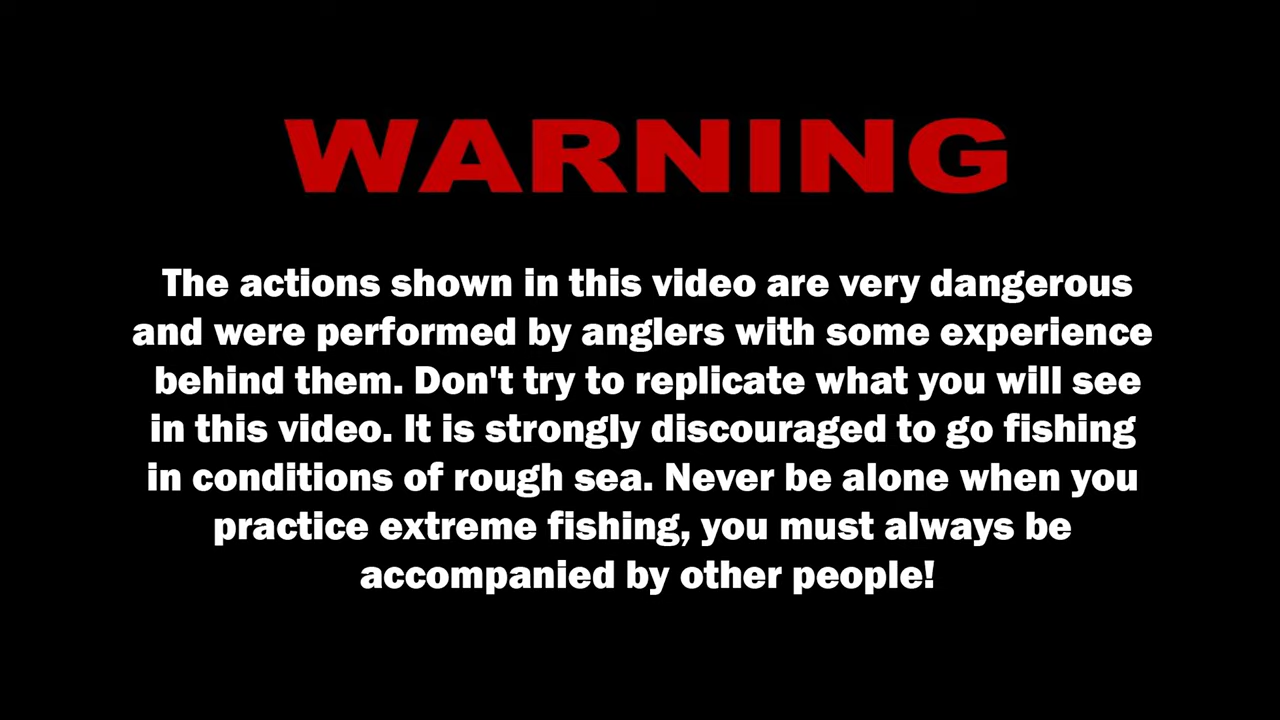 WARNING
The actions shown in this video are very dangerous
and were performed by anglers with some experience
behind them. Don't try to replicate what you will see
in this video. It is strongly discouraged to go fishing
in conditions of rough sea. Never be alone when you
practice extreme fishing, you must always be
accompanied by other people!